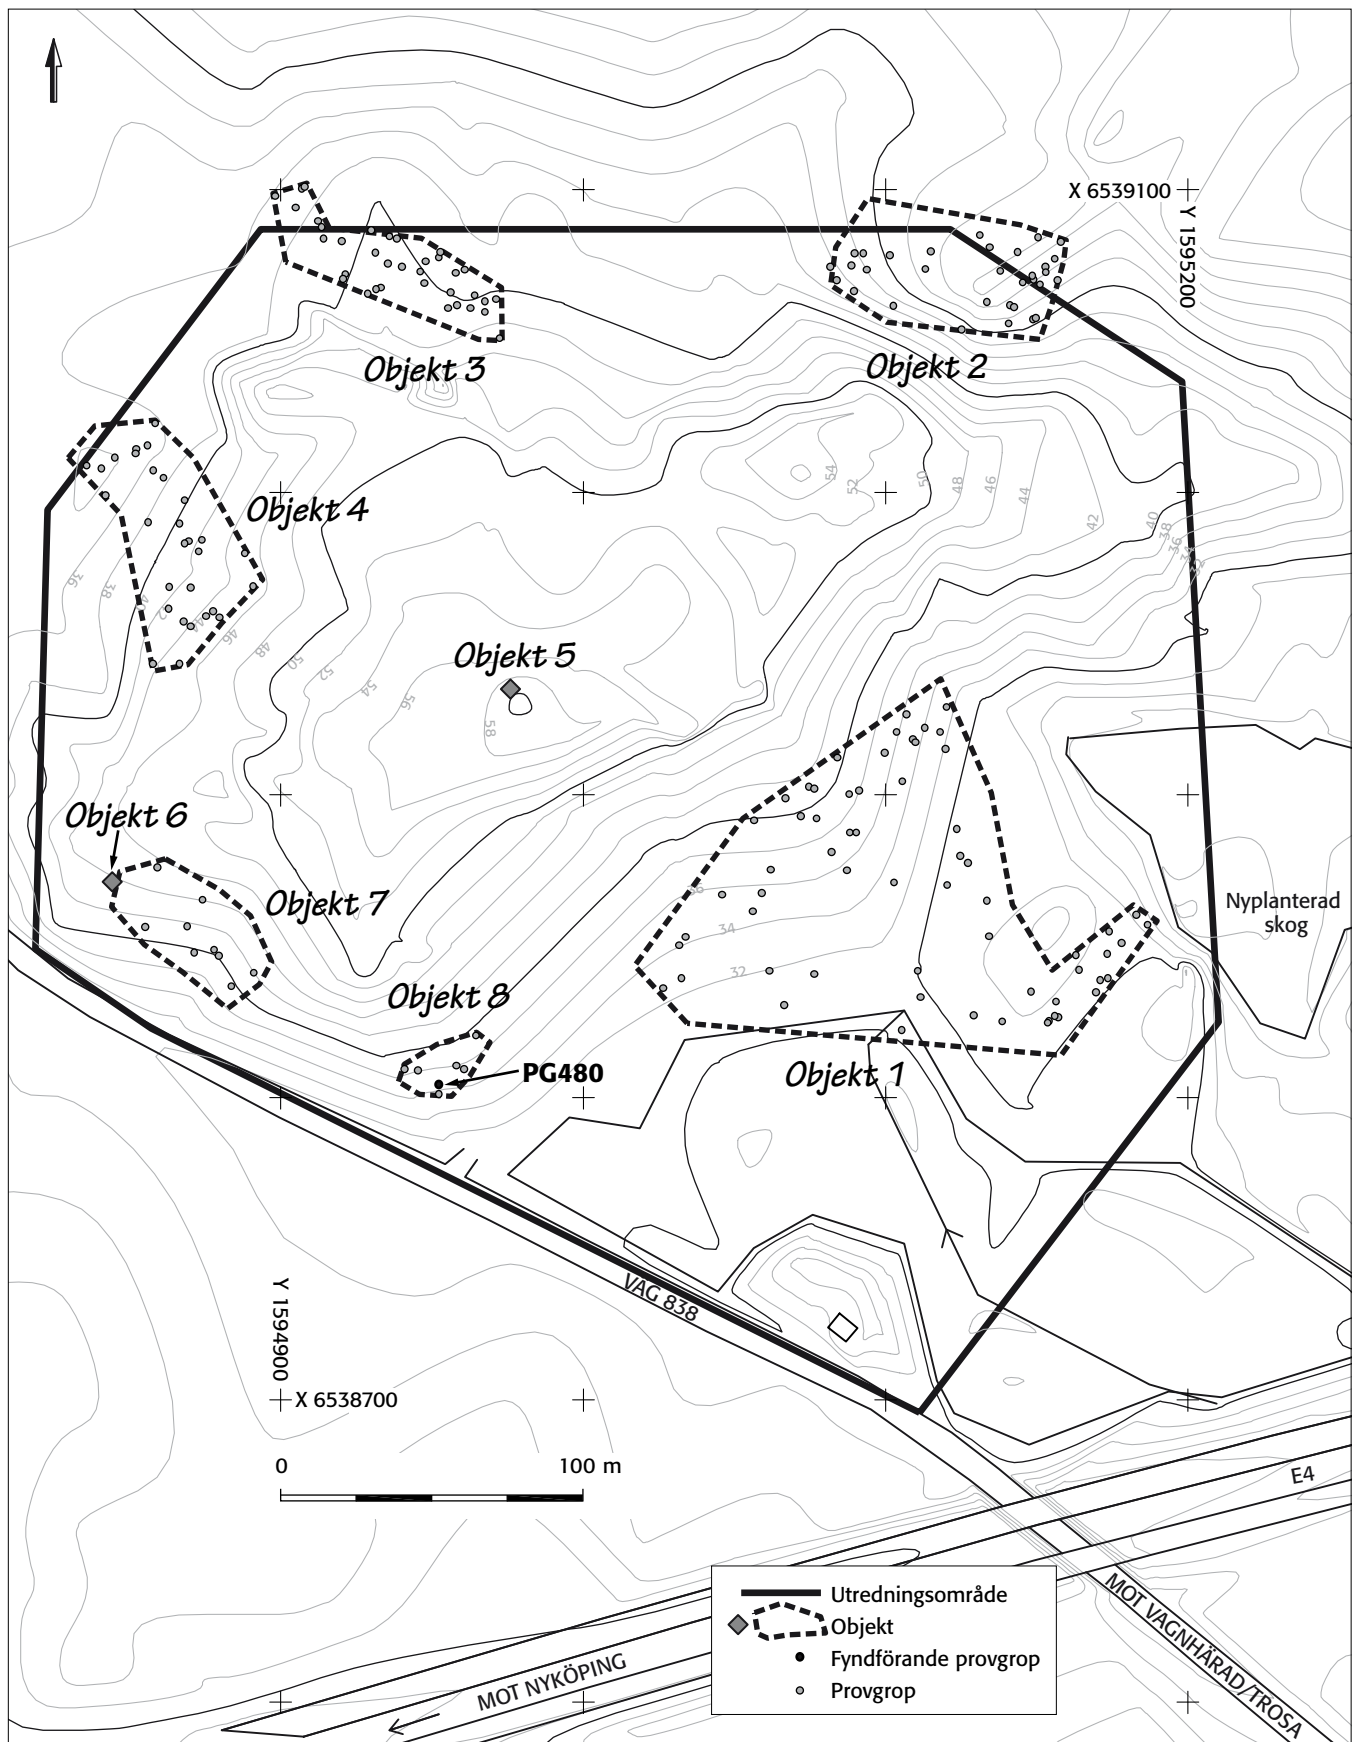 X 6539100
Y 1595200
Objekt 3
Objekt 2
54
52
50
48
46
44
42
40
38
36
34
Objekt 4
36
38
44
46
48
50
52
54
56
58
Objekt 5
Objekt 6
Objekt 7
Nyplanterad
skog
34
32
Objekt 8
PG480
Objekt 1
VÄG 838
Y 1594900
X 6538700
0 100 m
E4
MOT NYKÖPING
MOT VAGNHÄRAD/TROSA
Utredningsområde
Objekt
Fyndförande provgrop
Provgrop